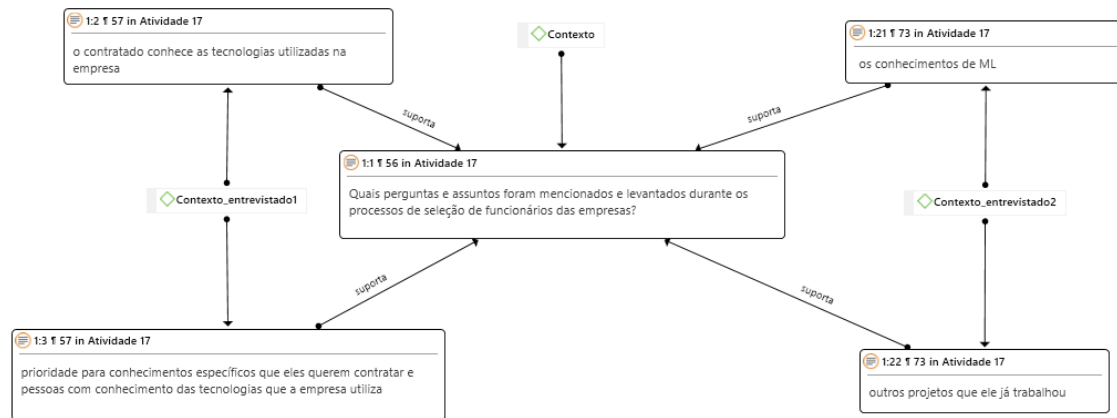 1:2 ¶ 57 in Atividade 17
o contratado conhece as tecnologias utilizadas na
empresa
Contexto
1:21 ¶ 73 in Atividade 17
os conhecimentos de ML
suporta
suporta
1:1 ¶ 56 in Atividade 17
Quais perguntas e assuntos foram mencionados e levantados durante os
processos de seleção de funcionários das empresas?
Contexto_entrevistado1
Contexto_entrevistado2
suporta
suporta
1:3 ¶ 57 in Atividade 17
prioridade para conhecimentos específicos que eles querem contratar e
pessoas com conhecimento das tecnologias que a empresa utiliza
1:22 ¶ 73 in Atividade 17
outros projetos que ele já trabalhou